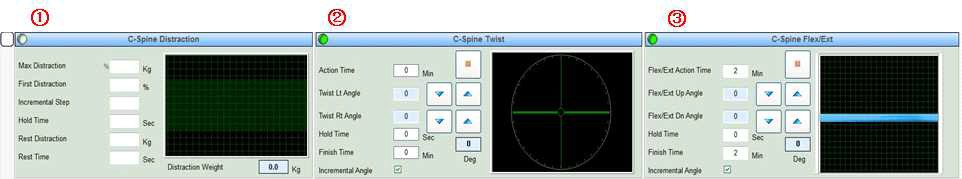 ① ② ③
C-Spine Distraction
Max Distraction % Kg
First Distraction %
Incremental Step
Hold Time Sec
Rest Distraction Kg
Rest Time Sec
Distraction Weight 0.0 Kg
C-Spine Twist
Action Time 0 Min
Twist Lt Angle 0
Twist Rt Angle 0
Hold Time 0 Sec
Finish Time 0 Min
0
Deg
Incremental Angle
C-Spine Flex/Ext
Flex/Ext Action Time 2 Min
Flex/Ext Up Angle 0
Flex/Ext Dn Angle 0
Hold Time 0 Sec
Finish Time 2 Min
0
Deg
Incremental Angle